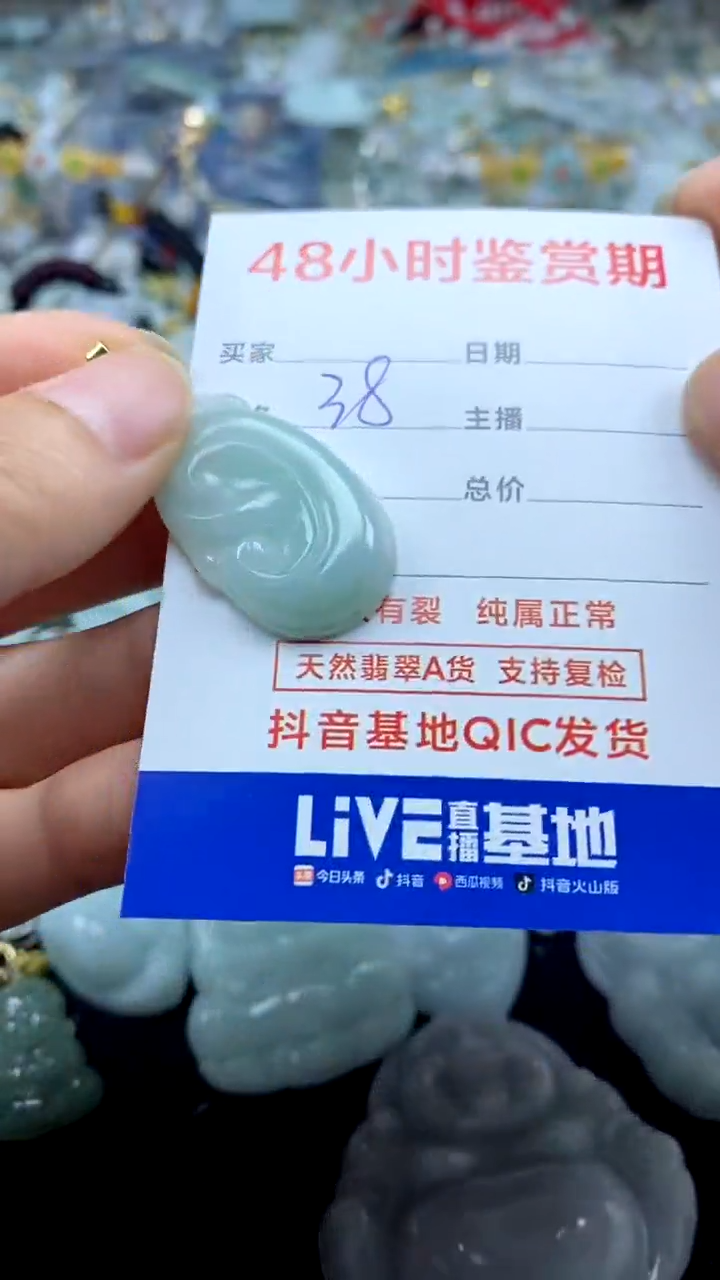 48小时鉴赏期
买家 日期
38 主播
总价
有裂 纯属正常
天然翡翠A货 支持复检
抖音基地QIC发货
LiVE直播基地
头条 今日头条 抖音 西瓜视频 抖音火山版